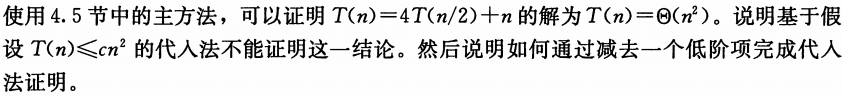 使用 4.5 节中的主方法，可以证明 T(n)=4T(n/2)+n 的解为 T(n)=Θ(n²)。说明基于假
设 T(n)≤cn² 的代入法不能证明这一结论。然后说明如何通过减去一个低阶项完成代入
法证明。